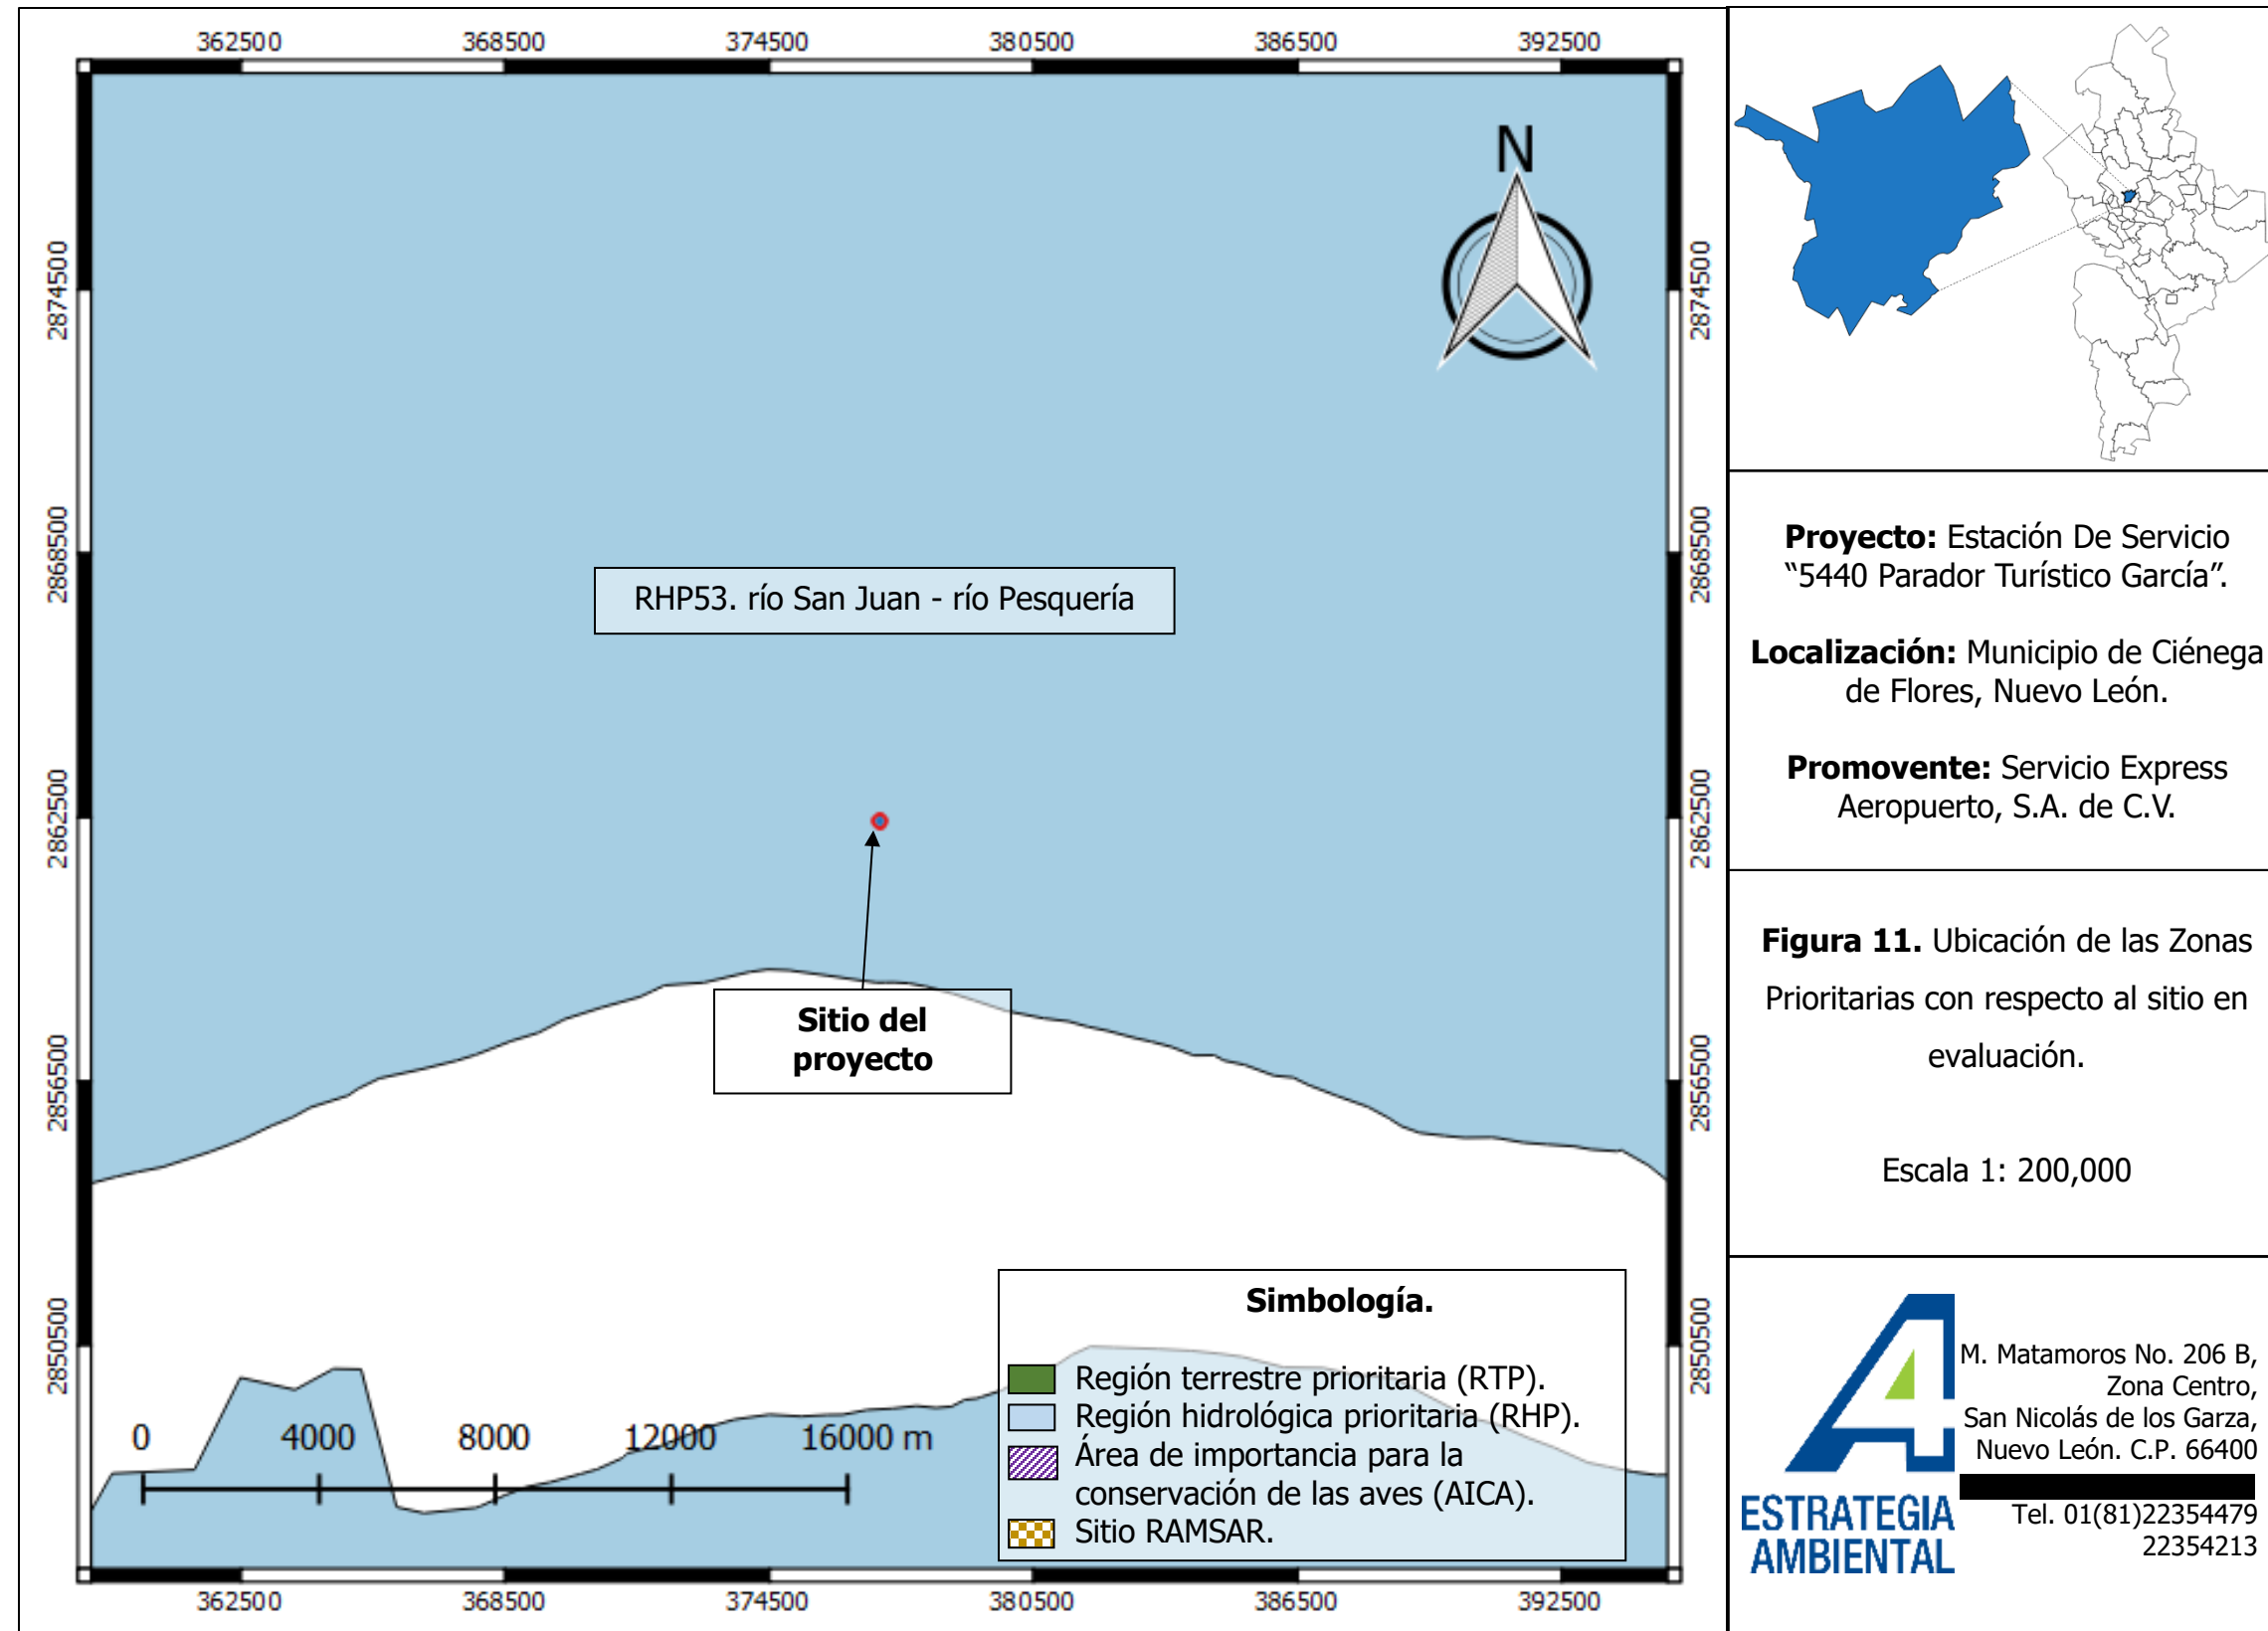 362500 368500 374500 380500 386500 392500
N
2874500
2868500
2862500
2856500
2850500
2874500
2868500
2862500
2856500
2850500
RHP53. río San Juan - río Pesquería
Sitio del
proyecto
0 4000 8000 12000 16000 m
Simbología.
Región terrestre prioritaria (RTP).
Región hidrológica prioritaria (RHP).
Área de importancia para la
conservación de las aves (AICA).
Sitio RAMSAR.
362500 368500 374500 380500 386500 392500
Proyecto: Estación De Servicio
“5440 Parador Turístico García”.
Localización: Municipio de Ciénega
de Flores, Nuevo León.
Promovente: Servicio Express
Aeropuerto, S.A. de C.V.
Figura 11. Ubicación de las Zonas
Prioritarias con respecto al sitio en
evaluación.
Escala 1: 200,000
ESTRATEGIA
AMBIENTAL
M. Matamoros No. 206 B,
Zona Centro,
San Nicolás de los Garza,
Nuevo León. C.P. 66400
Tel. 01(81)22354479
22354213